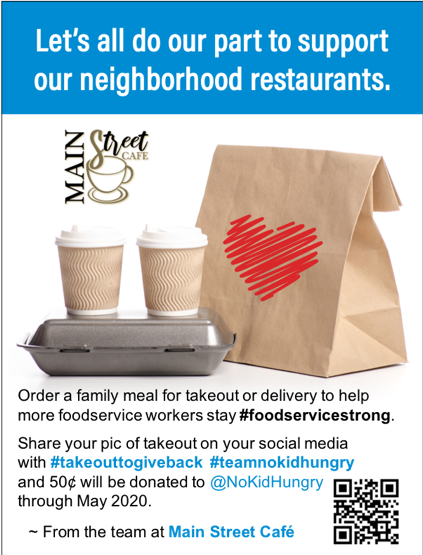 Let's all do our part to support
our neighborhood restaurants.
MAIN
Street
CAFE
Order a family meal for takeout or delivery to help
more foodservice workers stay #foodservicestrong.
Share your pic of takeout on your social media
with #takeouttogiveback #teamnokidhungry
and 50¢ will be donated to @NoKidHungry
through May 2020.
~ From the team at Main Street Café